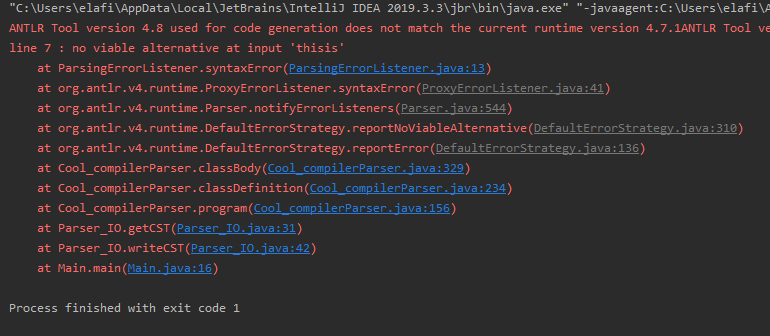 "C:\Users\elafi\AppData\Local\JetBrains\IntelliJ IDEA 2019.3.3\jbr\bin\java.exe" "-javaagent:C:\Users\elafi\A
ANTLR Tool version 4.8 used for code generation does not match the current runtime version 4.7.1ANTLR Tool ve
line 7 : no viable alternative at input 'thisis'
at ParsingErrorListener.syntaxError(ParsingErrorListener.java:13)
at org.antlr.v4.runtime.ProxyErrorListener.syntaxError(ProxyErrorListener.java:41)
at org.antlr.v4.runtime.Parser.notifyErrorListeners(Parser.java:544)
at org.antlr.v4.runtime.DefaultErrorStrategy.reportNoViableAlternative(DefaultErrorStrategy.java:310)
at org.antlr.v4.runtime.DefaultErrorStrategy.reportError(DefaultErrorStrategy.java:136)
at Cool_compilerParser.classBody(Cool_compilerParser.java:329)
at Cool_compilerParser.classDefinition(Cool_compilerParser.java:234)
at Cool_compilerParser.program(Cool_compilerParser.java:156)
at Parser_IO.getCST(Parser_IO.java:31)
at Parser_IO.writeCST(Parser_IO.java:42)
at Main.main(Main.java:16)
Process finished with exit code 1